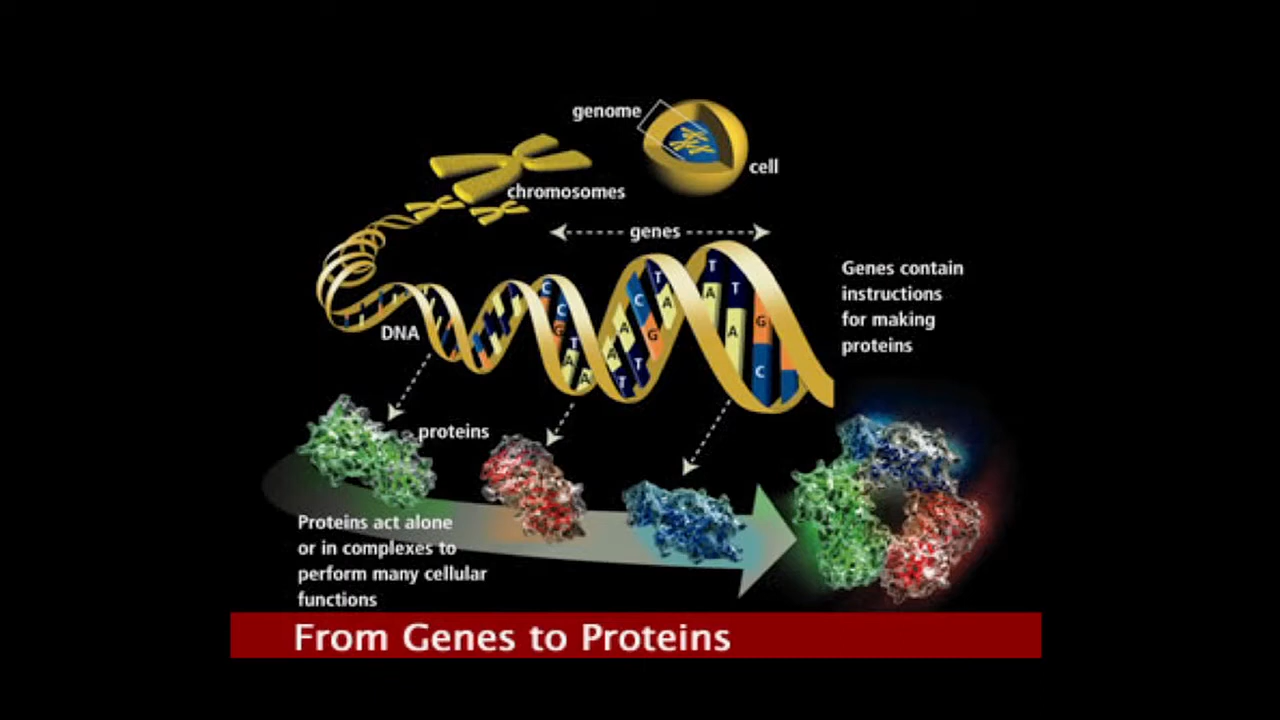 genome
cell
chromosomes
genes
Genes contain
instructions
for making
proteins
T
T
A
A
G
C
T
C
A
G
A
A
T
T
C
C
G
T
A
A
DNA
proteins
Proteins act alone
or in complexes to
perform many cellular
functions
From Genes to Proteins